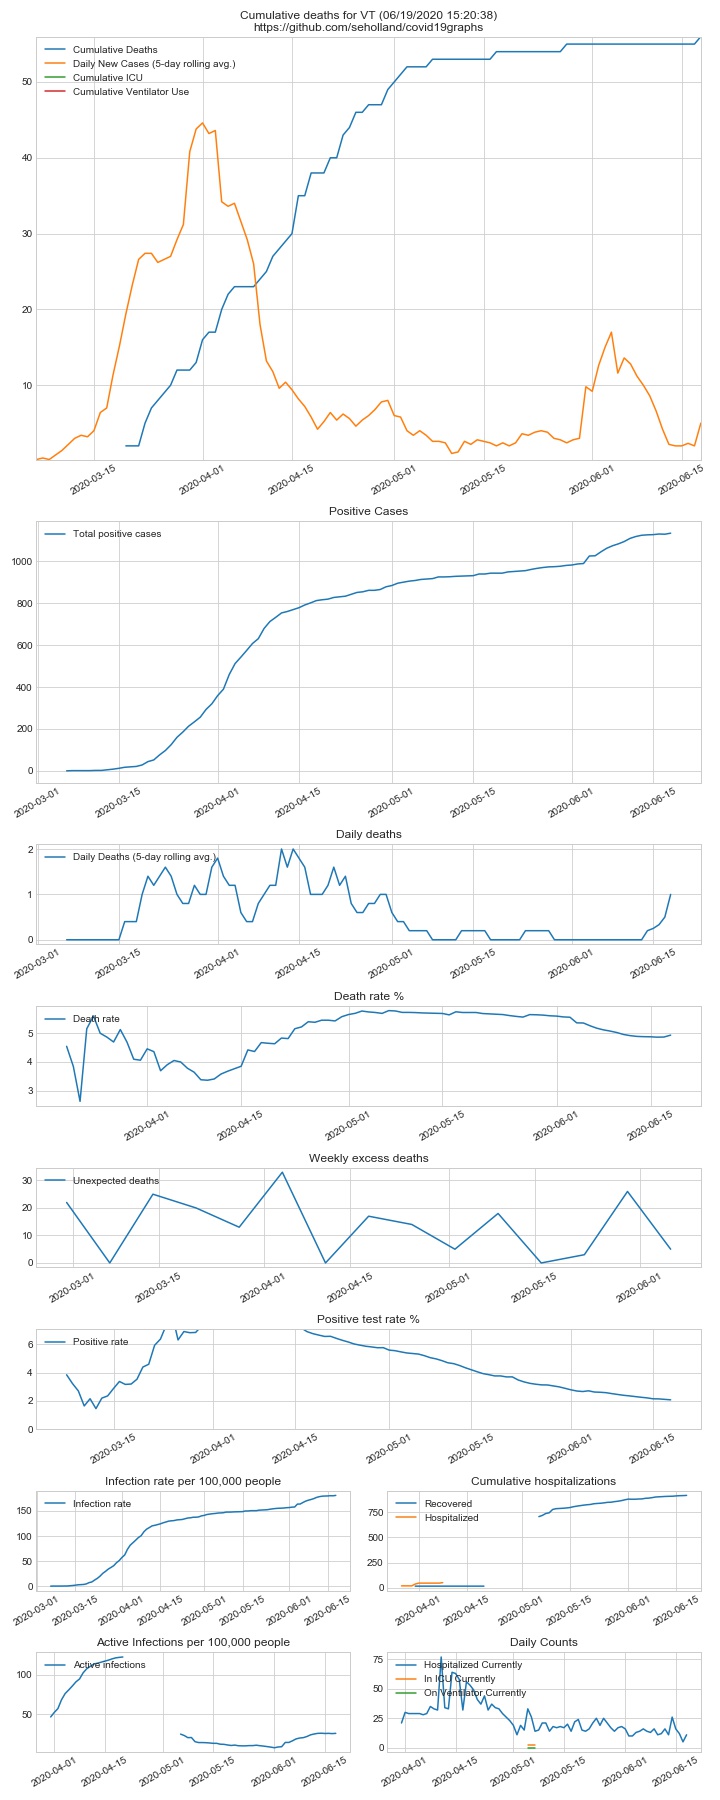 Cumulative deaths for VT (06/19/2020 15:20:38)
https://github.com/seholland/covid19graphs
Cumulative Deaths
Daily New Cases (5-day rolling avg.)
Cumulative ICU
Cumulative Ventilator Use
50
40
30
20
10
2020-03-15 2020-04-01 2020-04-15 2020-05-01 2020-05-15 2020-06-01 2020-06-15
Positive Cases
Total positive cases
1000
800
600
400
200
0
2020-03-01 2020-03-15 2020-04-01 2020-04-15 2020-05-01 2020-05-15 2020-06-01 2020-06-15
Daily deaths
Daily Deaths (5-day rolling avg.)
2
1
0
2020-03-01 2020-03-15 2020-04-01 2020-04-15 2020-05-01 2020-05-15 2020-06-01 2020-06-15
Death rate %
Death rate
5
4
3
2020-04-01 2020-04-15 2020-05-01 2020-05-15 2020-06-01 2020-06-15
Weekly excess deaths
Unexpected deaths
30
20
10
0
2020-03-01 2020-03-15 2020-04-01 2020-04-15 2020-05-01 2020-05-15 2020-06-01
Positive test rate %
Positive rate
6
4
2
0
2020-03-15 2020-04-01 2020-04-15 2020-05-01 2020-05-15 2020-06-01 2020-06-15
Infection rate per 100,000 people
Infection rate
150
100
50
0
2020-03-01 2020-03-15 2020-04-01 2020-04-15 2020-05-01 2020-05-15 2020-06-01 2020-06-15
Cumulative hospitalizations
Recovered
Hospitalized
750
500
250
0
2020-04-01 2020-04-15 2020-05-01 2020-05-15 2020-06-01 2020-06-15
Active Infections per 100,000 people
Active infections
100
50
2020-04-01 2020-04-15 2020-05-01 2020-05-15 2020-06-01 2020-06-15
Daily Counts
Hospitalized Currently
In ICU Currently
On Ventilator Currently
75
50
25
0
2020-04-01 2020-04-15 2020-05-01 2020-05-15 2020-06-01 2020-06-15